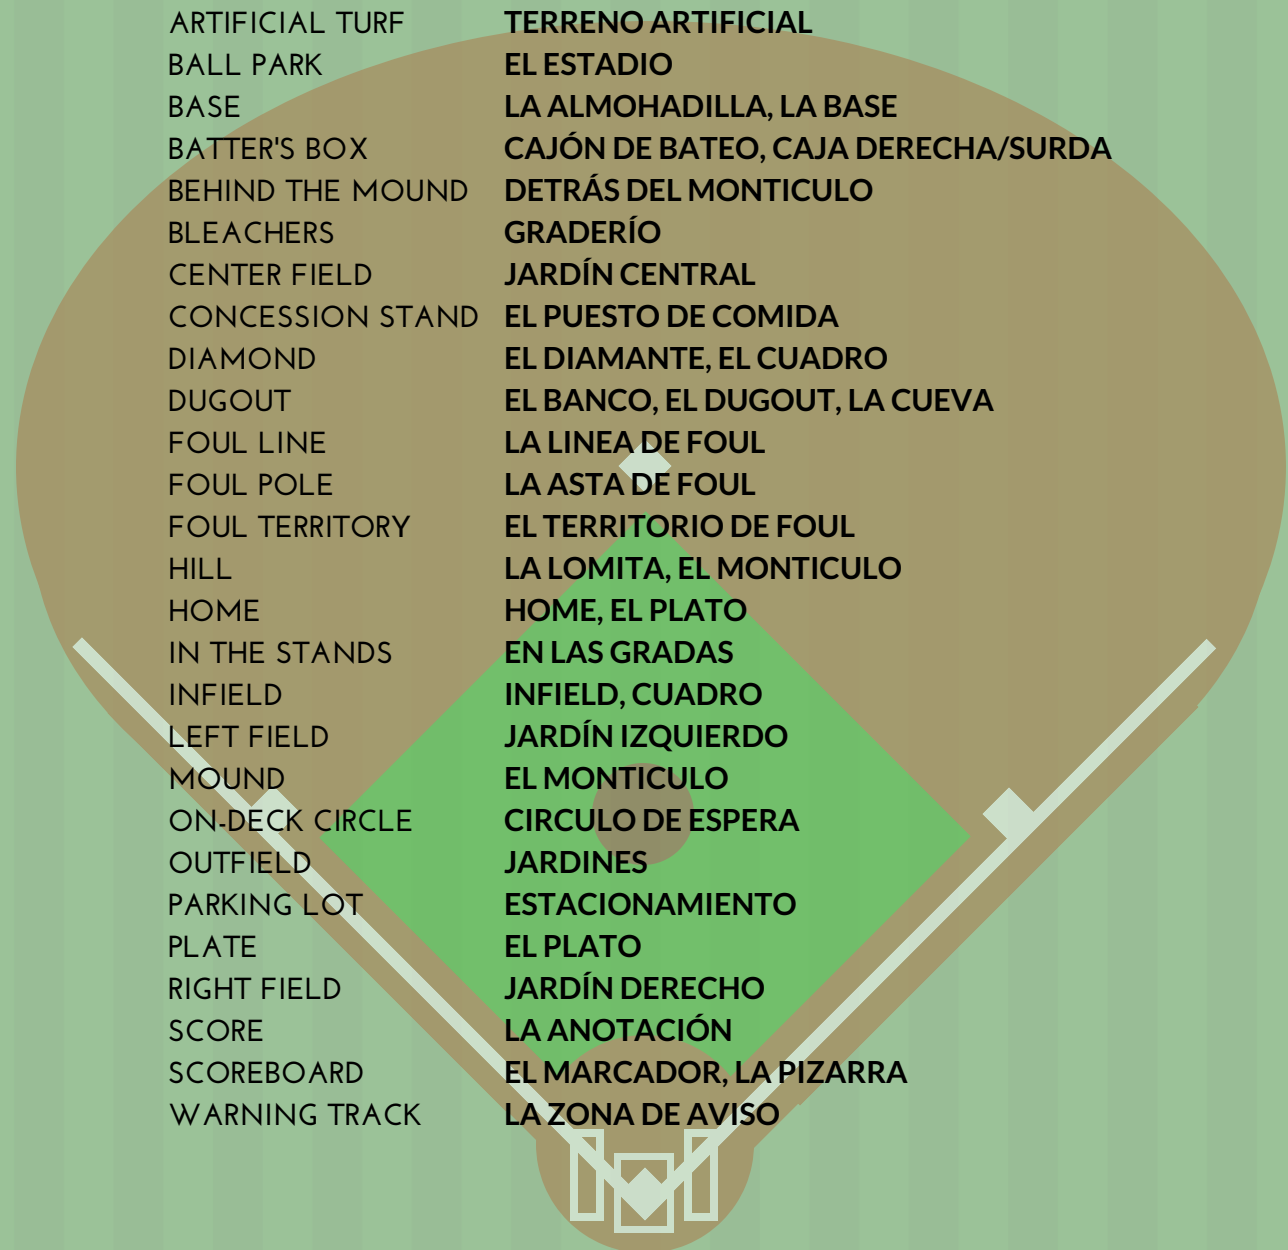 ARTIFICIAL TURF TERRENO ARTIFICIAL
BALL PARK EL ESTADIO
BASE LA ALMOHADILLA, LA BASE
BATTER'S BOX CAJÓN DE BATEO, CAJA DERECHA/SURDA
BEHIND THE MOUND DETRÁS DEL MONTICULO
BLEACHERS GRADERÍO
CENTER FIELD JARDÍN CENTRAL
CONCESSION STAND EL PUESTO DE COMIDA
DIAMOND EL DIAMANTE, EL CUADRO
DUGOUT EL BANCO, EL DUGOUT, LA CUEVA
FOUL LINE LA LINEA DE FOUL
FOUL POLE LA ASTA DE FOUL
FOUL TERRITORY EL TERRITORIO DE FOUL
HILL LA LOMITA, EL MONTICULO
HOME HOME, EL PLATO
IN THE STANDS EN LAS GRADAS
INFIELD INFIELD, CUADRO
LEFT FIELD JARDÍN IZQUIERDO
MOUND EL MONTICULO
ON-DECK CIRCLE CIRCULO DE ESPERA
OUTFIELD JARDINES
PARKING LOT ESTACIONAMIENTO
PLATE EL PLATO
RIGHT FIELD JARDÍN DERECHO
SCORE LA ANOTACIÓN
SCOREBOARD EL MARCADOR, LA PIZARRA
WARNING TRACK LA ZONA DE AVISO